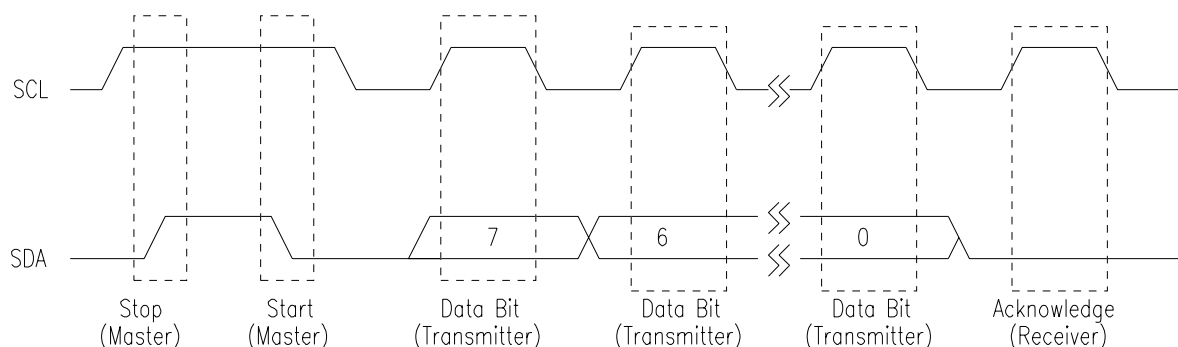 SCL
SDA
7
6
0
Stop
(Master)
Start
(Master)
Data Bit
(Transmitter)
Data Bit
(Transmitter)
Data Bit
(Transmitter)
Acknowledge
(Receiver)